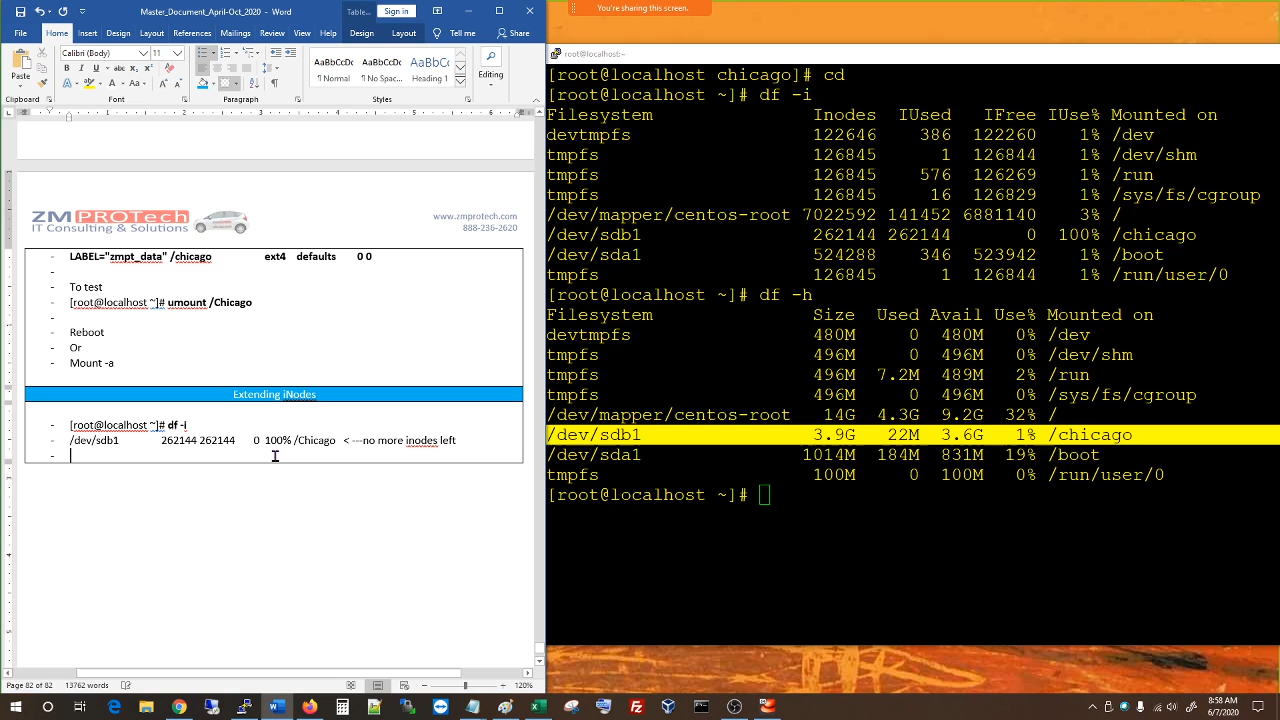 You're sharing this screen.
Master_Document_April-Oct_2020 - Word
Table... Sign in
File Home Insert Design Layout References Mailings Review View Design Layout Tell me Share
Calibri (Body) 11
Paste
AaBbCcDc AaBbCcDc AaBbCc
¶ Normal ¶ No Spac... Heading 1
Editing
Clipboard Font Paragraph Styles
ZM PROTech
IT Consulting & Solutions
www.zmprotech.com
888-236-2620
- LABEL="zmpt_data" /chicago ext4 defaults 0 0
-
- To test
- [root@localhost ~]# umount /Chicago
-
- Reboot
- Or
- Mount -a
Extending iNodes
- [root@localhost ~]# df -i
- /dev/sdb1 262144 262144 0 100% /Chicago < ---no more inodes left
-
Page 82 of 82 13762 words 120%
root@localhost:~
[root@localhost chicago]# cd
[root@localhost ~]# df -i
Filesystem Inodes IUsed IFree IUse% Mounted on
devtmpfs 122646 386 122260 1% /dev
tmpfs 126845 1 126844 1% /dev/shm
tmpfs 126845 576 126269 1% /run
tmpfs 126845 16 126829 1% /sys/fs/cgroup
/dev/mapper/centos-root 7022592 141452 6881140 3% /
/dev/sdb1 262144 262144 0 100% /chicago
/dev/sda1 524288 346 523942 1% /boot
tmpfs 126845 1 126844 1% /run/user/0
[root@localhost ~]# df -h
Filesystem Size Used Avail Use% Mounted on
devtmpfs 480M 0 480M 0% /dev
tmpfs 496M 0 496M 0% /dev/shm
tmpfs 496M 7.2M 489M 2% /run
tmpfs 496M 0 496M 0% /sys/fs/cgroup
/dev/mapper/centos-root 14G 4.3G 9.2G 32% /
/dev/sdb1 3.9G 22M 3.6G 1% /chicago
/dev/sda1 1014M 184M 831M 19% /boot
tmpfs 100M 0 100M 0% /run/user/0
[root@localhost ~]#
8:58 AM
6/7/2020